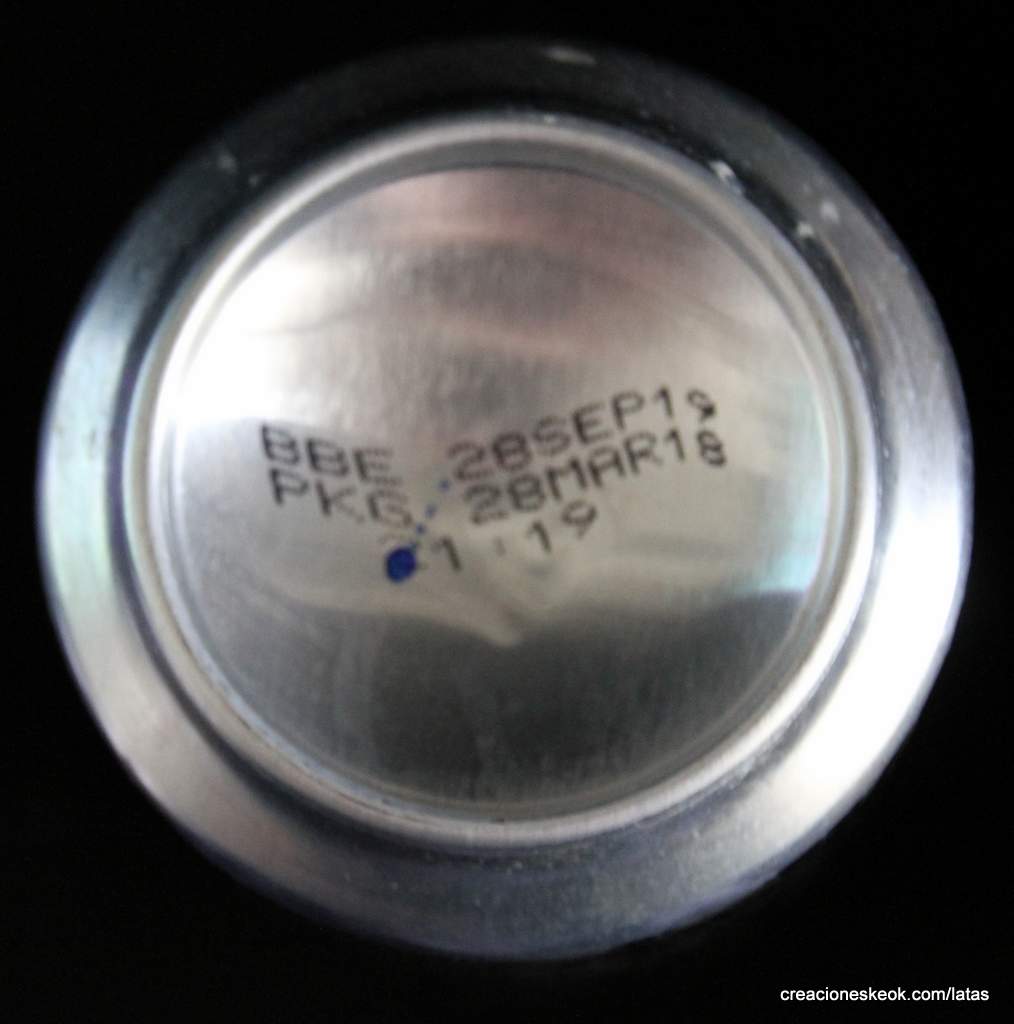 BBE 28SEP19
PKG 28MAR18
1 19
creacioneskeok.com/latas